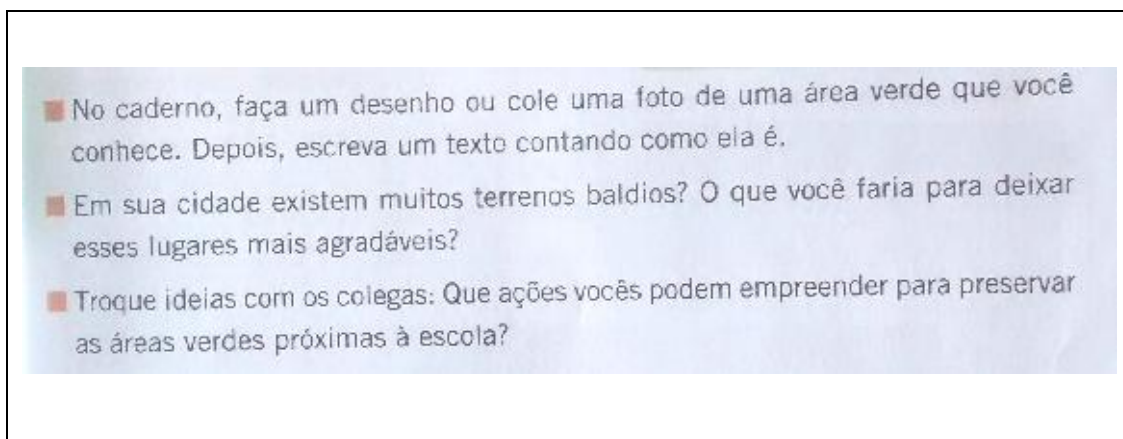 No caderno, faça um desenho ou cole uma foto de uma área verde que você
conhece. Depois, escreva um texto contando como ela é.
Em sua cidade existem muitos terrenos baldios? O que você faria para deixar
esses lugares mais agradáveis?
Troque ideias com os colegas: Que ações vocês podem empreender para preservar
as áreas verdes próximas à escola?